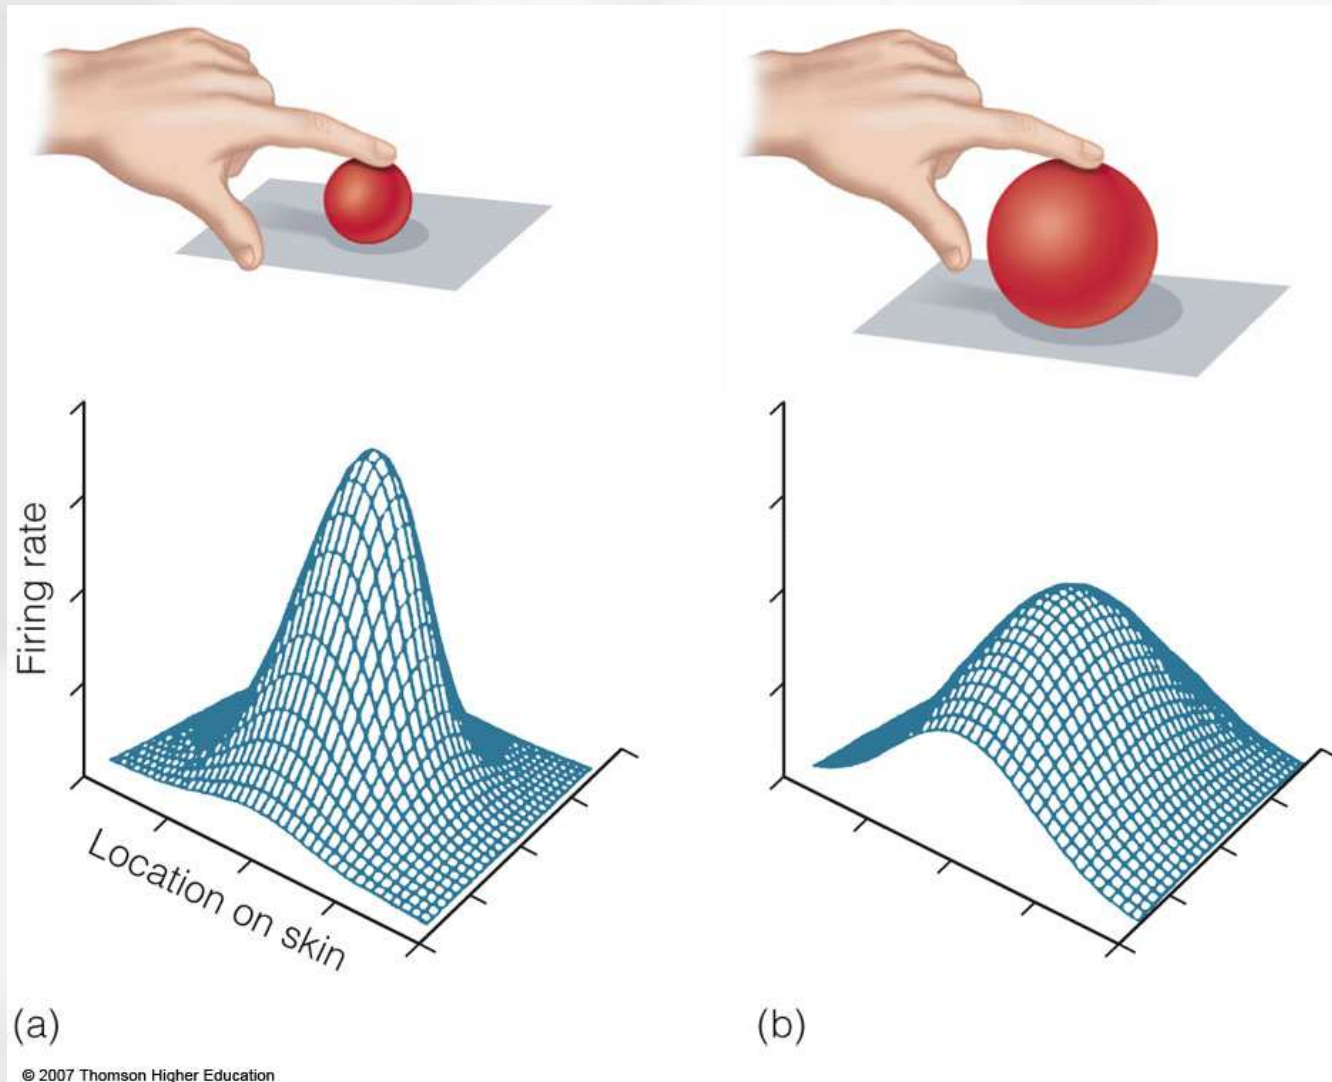 Firing rate
Location on skin
(a)
(b)
© 2007 Thomson Higher Education